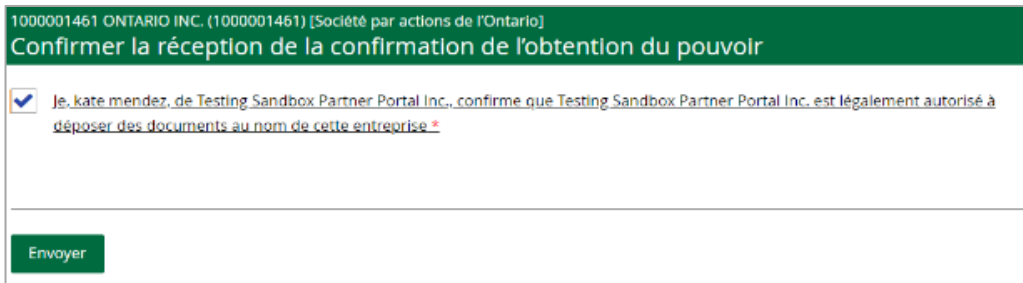 1000001461 ONTARIO INC. (1000001461) [Société par actions de l'Ontario]
Confirmer la réception de la confirmation de l'obtention du pouvoir
Je, kate mendez, de Testing Sandbox Partner Portal Inc., confirme que Testing Sandbox Partner Portal Inc. est légalement autorisé à
déposer des documents au nom de cette entreprise *
Envoyer